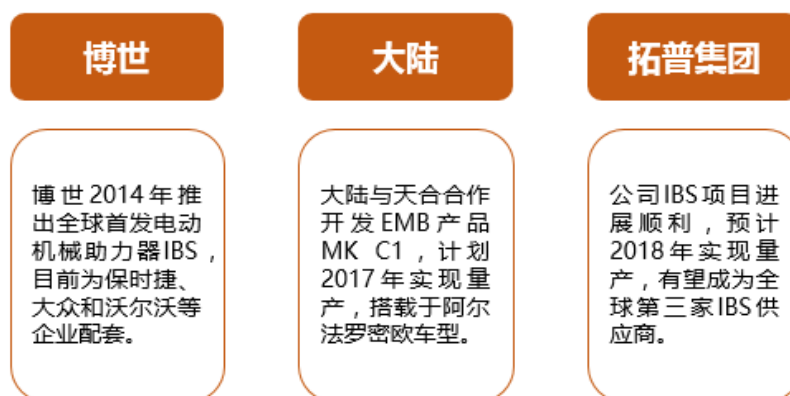 博世
博世2014年推
出全球首发电动
机械助力器IBS，
目前为保时捷、
大众和沃尔沃等
企业配套。
大陆
大陆与天合合作
开发EMB产品
MK C1，计划
2017年实现量
产，搭载于阿尔
法罗密欧车型。
拓普集团
公司IBS项目进
展顺利，预计
2018年实现量
产，有望成为全
球第三家IBS供
应商。